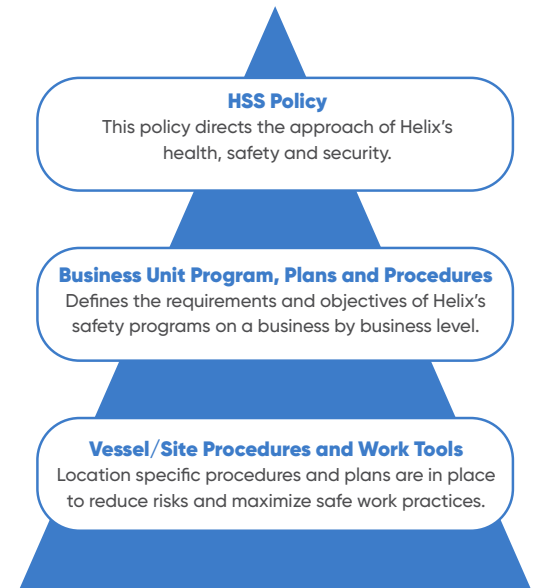 HSS Policy
This policy directs the approach of Helix's
health, safety and security.
Business Unit Program, Plans and Procedures
Defines the requirements and objectives of Helix's
safety programs on a business by business level.
Vessel/Site Procedures and Work Tools
Location specific procedures and plans are in place
to reduce risks and maximize safe work practices.